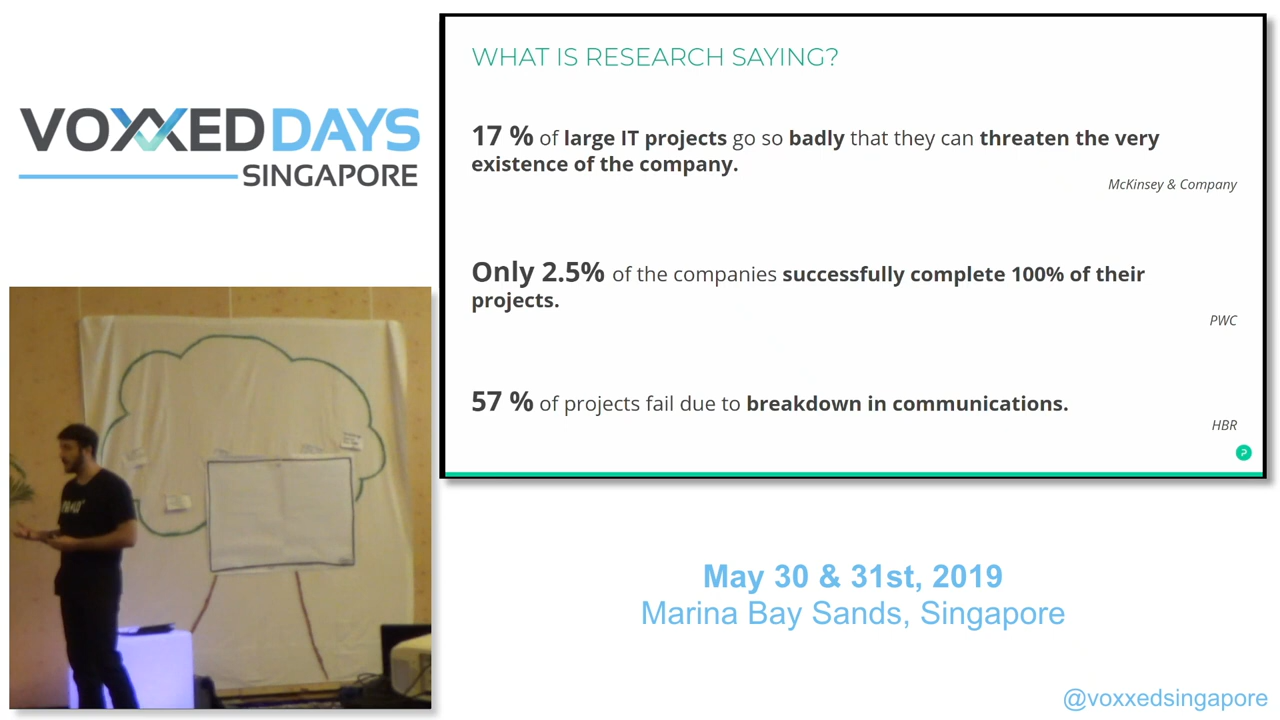 VOXXEDDAYS
SINGAPORE
WHAT IS RESEARCH SAYING?
17 % of large IT projects go so badly that they can threaten the very
existence of the company.
McKinsey & Company
Only 2.5% of the companies successfully complete 100% of their
projects.
PWC
57 % of projects fail due to breakdown in communications.
HBR
May 30 & 31st, 2019
Marina Bay Sands, Singapore
@voxxedsingapore